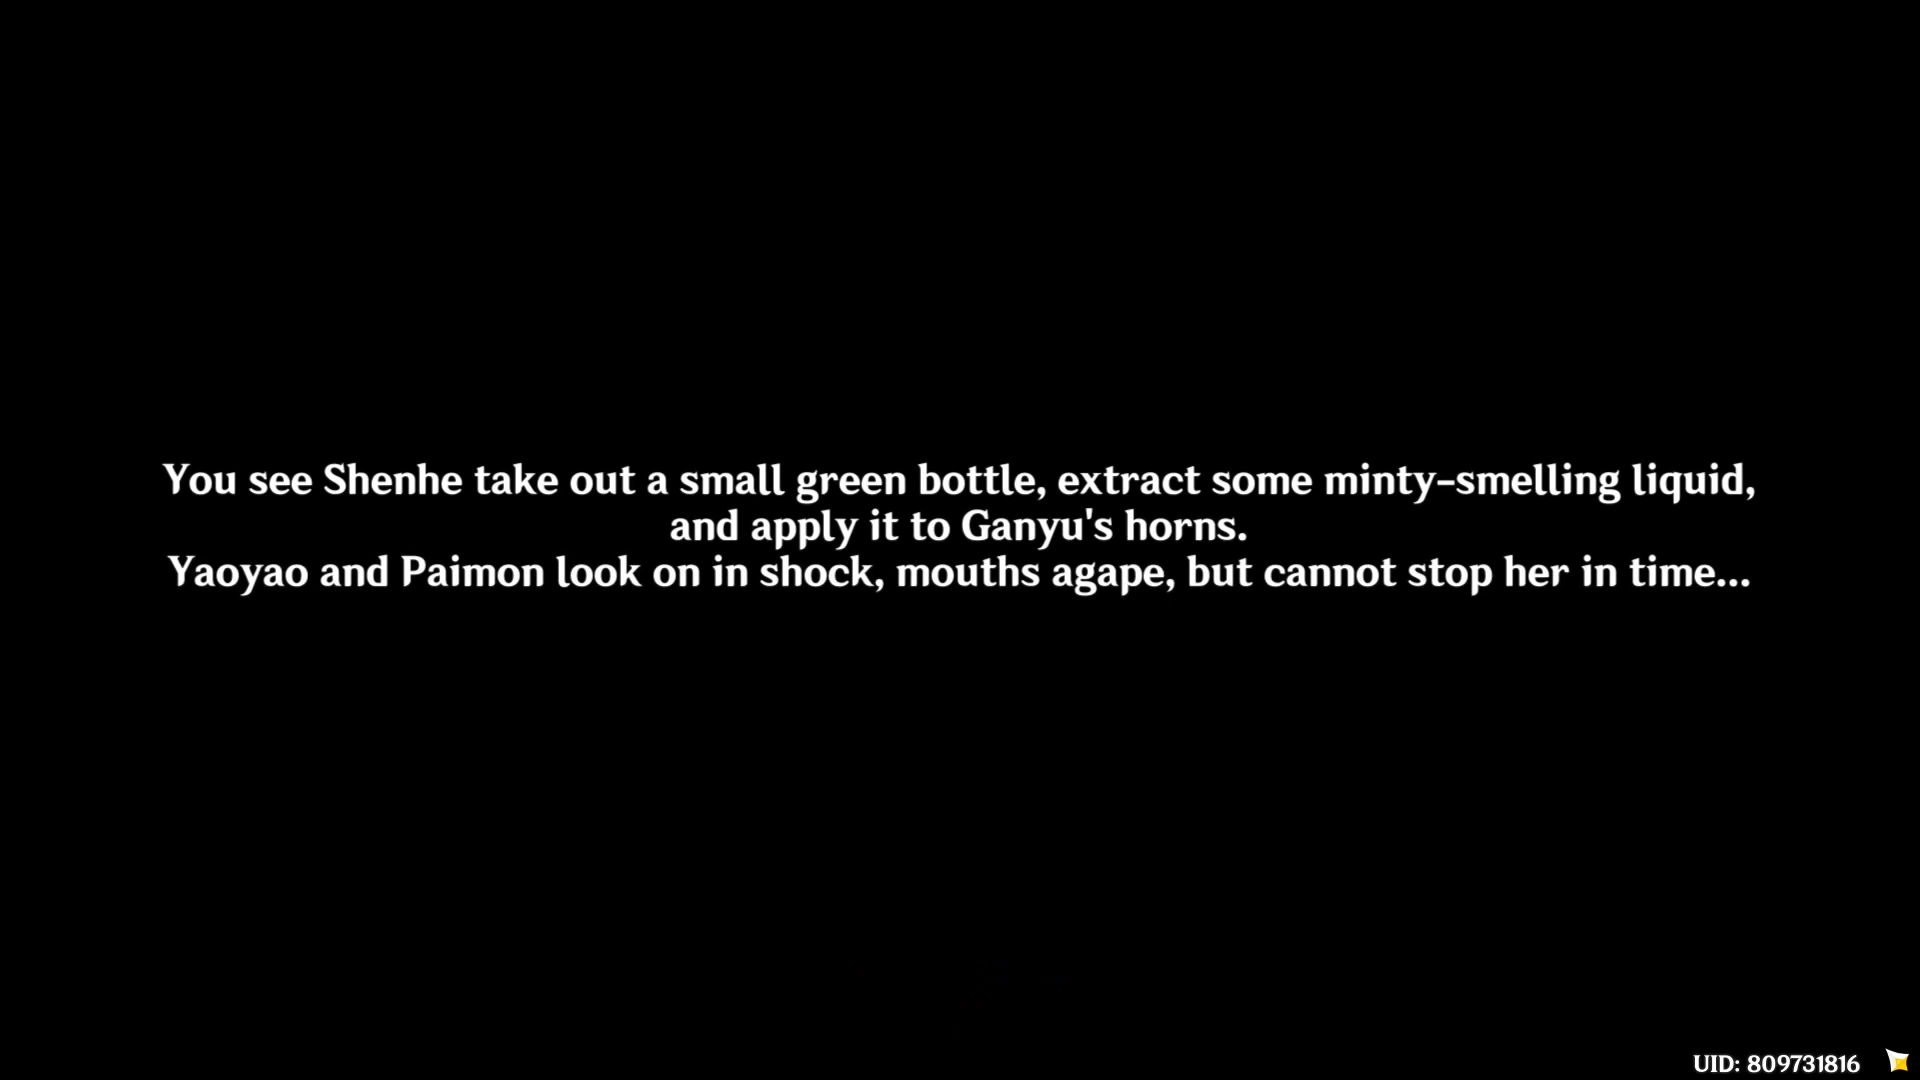 You see Shenhe take out a small green bottle, extract some minty-smelling liquid,
and apply it to Ganyu's horns.
Yaoyao and Paimon look on in shock, mouths agape, but cannot stop her in time...
UID: 809731816